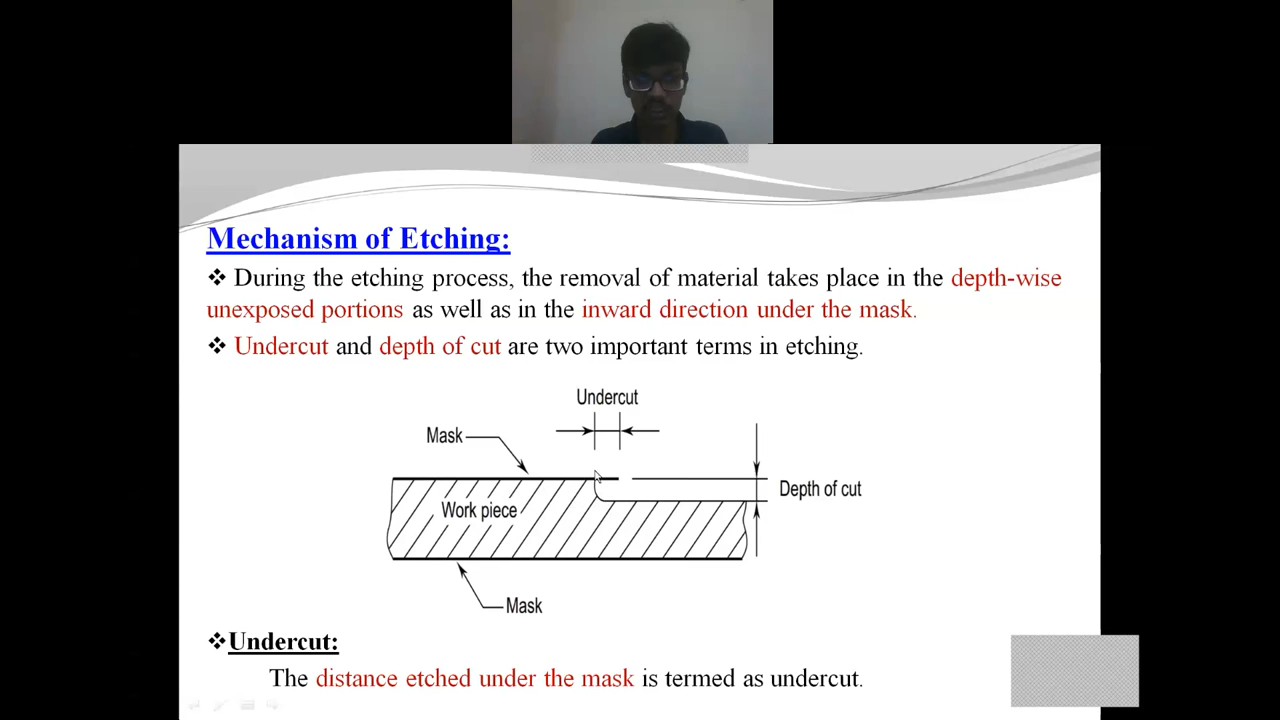 Mechanism of Etching:
❖ During the etching process, the removal of material takes place in the depth-wise
unexposed portions as well as in the inward direction under the mask.
❖ Undercut and depth of cut are two important terms in etching.
Undercut
Mask
Depth of cut
Work piece
Mask
❖Undercut:
The distance etched under the mask is termed as undercut.